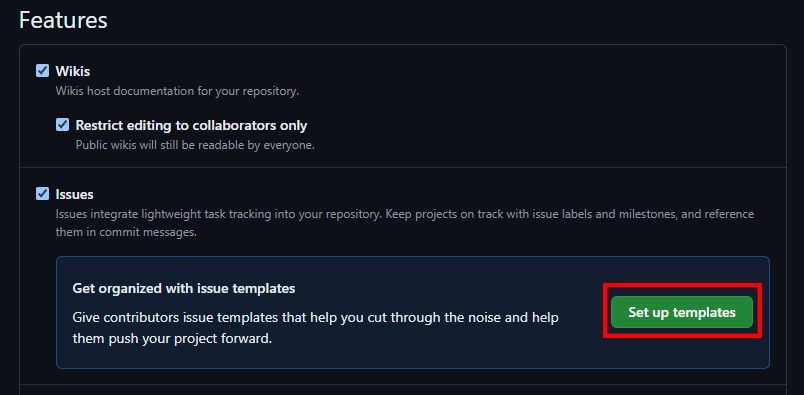 Features
Wikis
Wikis host documentation for your repository.
Restrict editing to collaborators only
Public wikis will still be readable by everyone.
Issues
Issues integrate lightweight task tracking into your repository. Keep projects on track with issue labels and milestones, and reference
them in commit messages.
Get organized with issue templates
Give contributors issue templates that help you cut through the noise and help
them push your project forward.
Set up templates